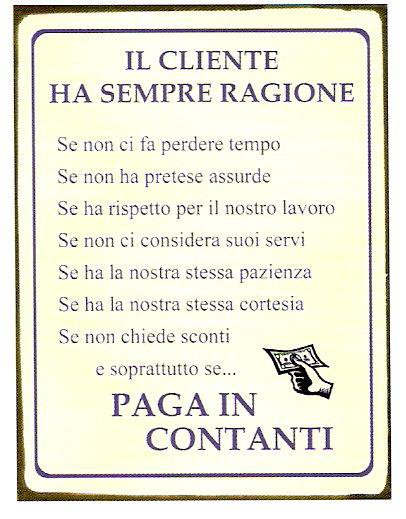 IL CLIENTE
HA SEMPRE RAGIONE
Se non ci fa perdere tempo
Se non ha pretese assurde
Se ha rispetto per il nostro lavoro
Se non ci considera suoi servi
Se ha la nostra stessa pazienza
Se ha la nostra stessa cortesia
Se non chiede sconti
e soprattutto se...
PAGA IN
CONTANTI